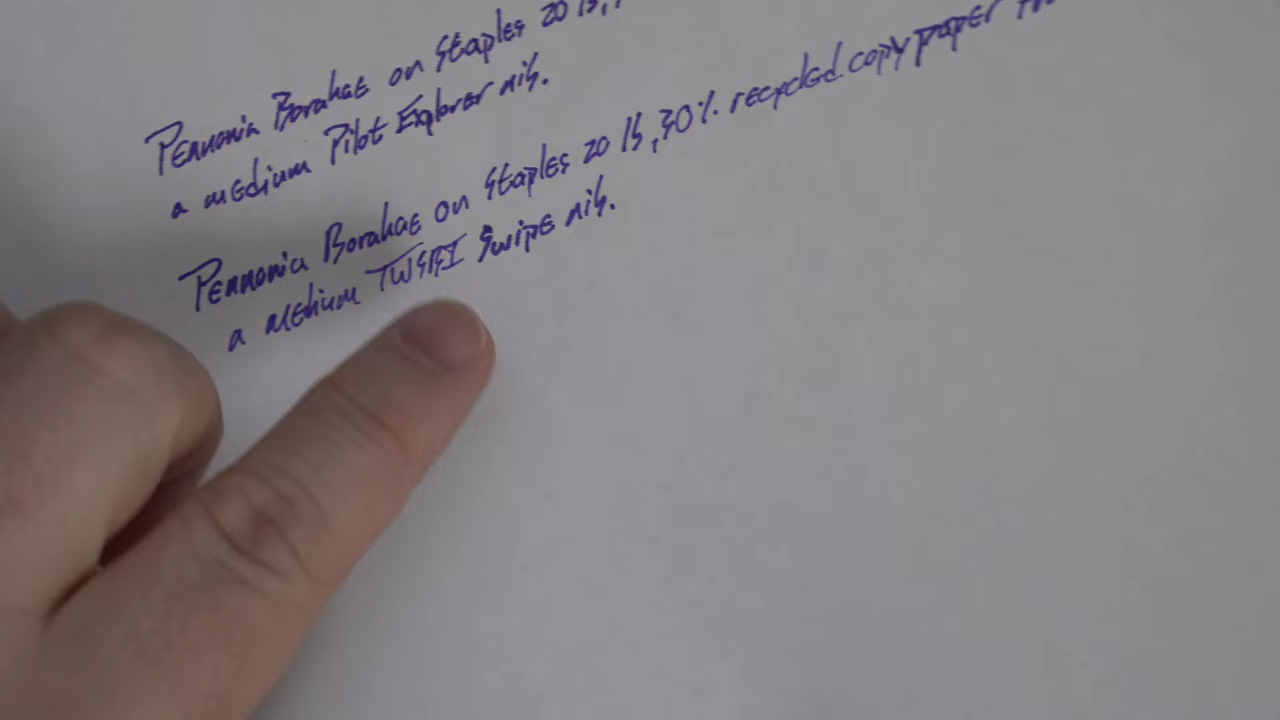 Pennonia Borahae on Staples 20 lb,
a medium Pilot Explorer nib.
Pennonia Borahae on Staples 20 lb, 30% recycled copy paper
a medium TWSBI Swipe nib.